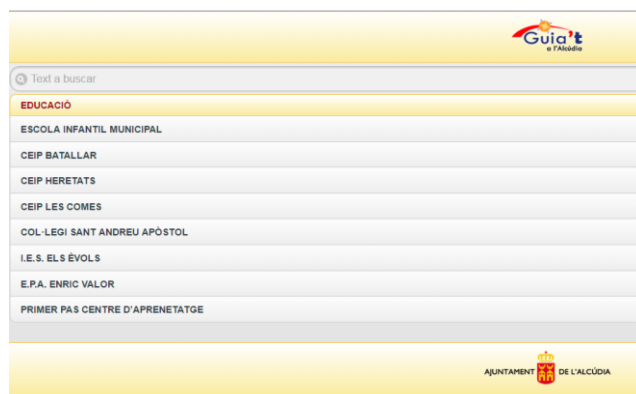 Guia't
a l'Alcúdia
Text a buscar
EDUCACIÓ
ESCOLA INFANTIL MUNICIPAL
CEIP BATALLAR
CEIP HERETATS
CEIP LES COMES
COL·LEGI SANT ANDREU APÒSTOL
I.E.S. ELS ÉVOLS
E.P.A. ENRIC VALOR
PRIMER PAS CENTRE D'APRENETATGE
AJUNTAMENT DE L'ALCÚDIA